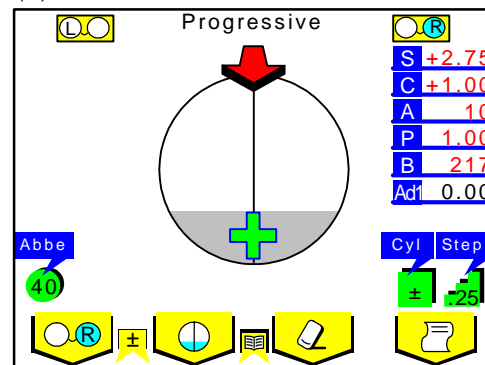 Progressive
L
R
S +2.75
C +1.00
A 10
P 1.00
B 217
Ad1 0.00
Abbe
40
Cyl Step
± .25
R ±